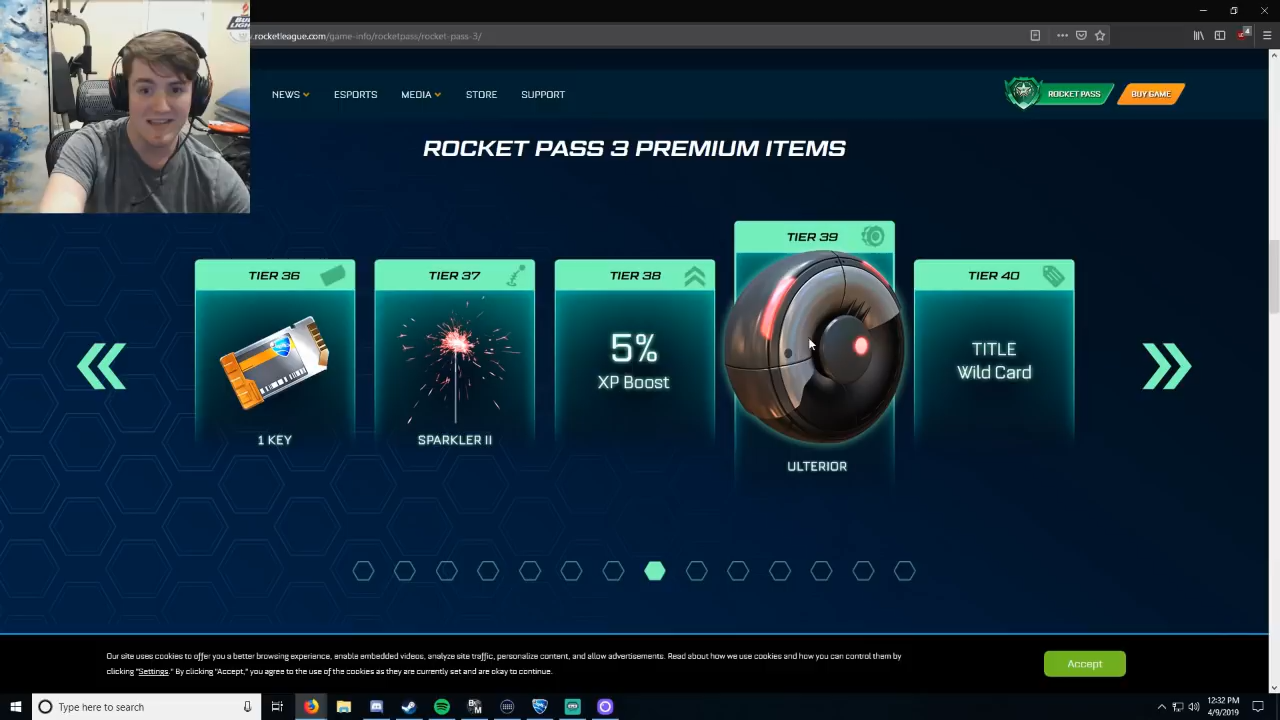 .rocketleague.com/game-info/rocketpass/rocket-pass-3/
NEWS
ESPORTS
MEDIA
STORE
SUPPORT
ROCKET PASS
BUY GAME
ROCKET PASS 3 PREMIUM ITEMS
TIER 36
1 KEY
TIER 37
SPARKLER II
TIER 38
5%
XP Boost
TIER 39
ULTERIOR
TIER 40
TITLE
Wild Card
Our site uses cookies to offer you a better browsing experience, enable embedded videos, analyze site traffic, personalize content, and allow advertisements. Read about how we use cookies and how you can control them by
clicking "Settings." By clicking "Accept," you agree to the use of the cookies as they are currently set and are okay to continue.
Accept
Type here to search
12:32 PM
4/9/2019